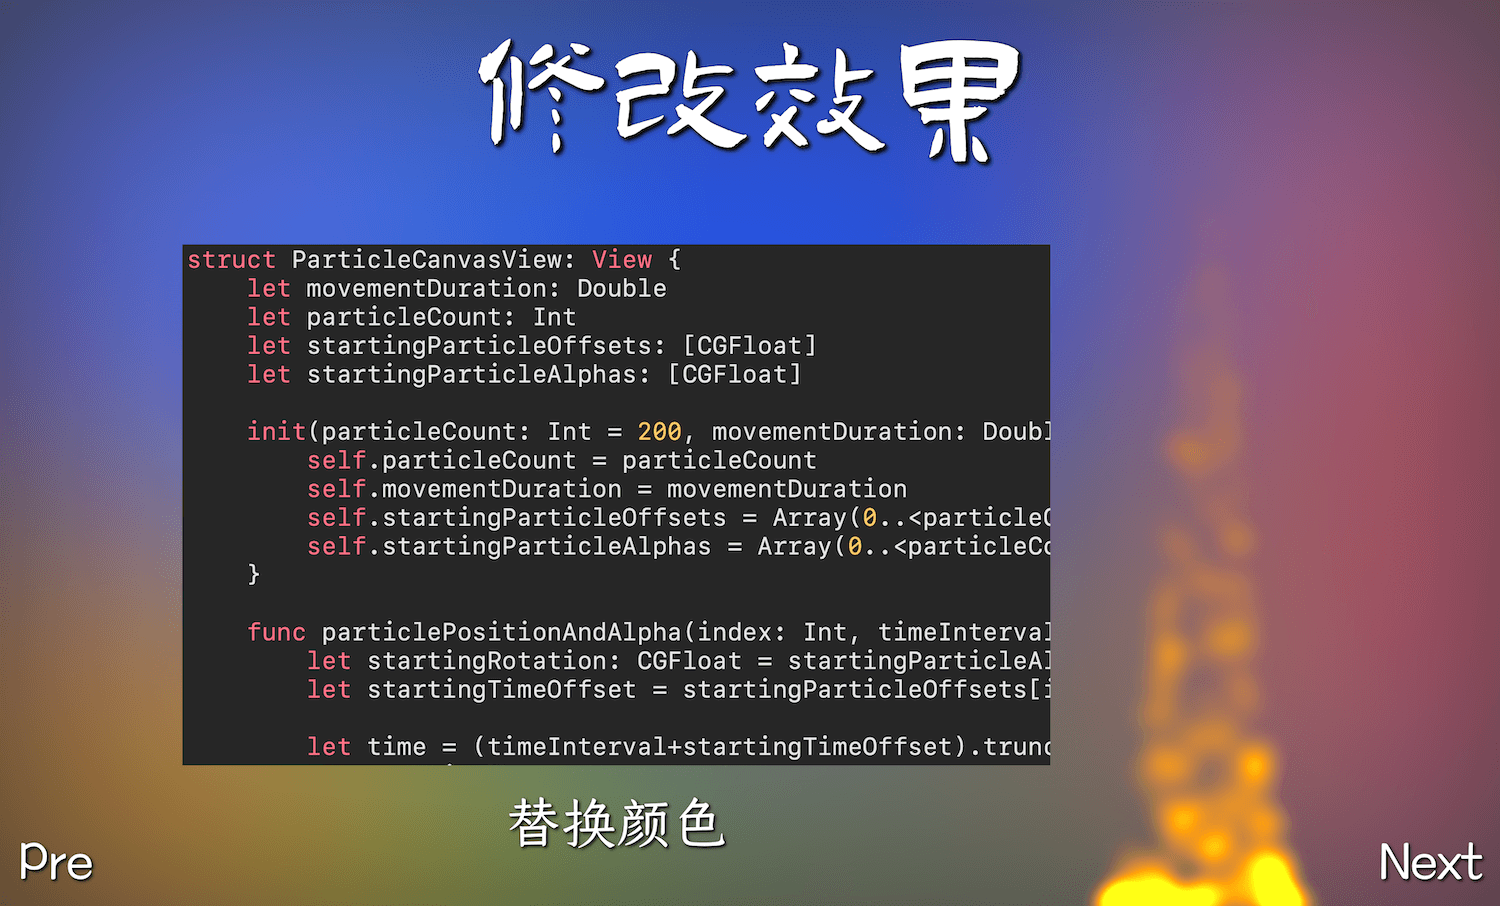 修改效果
struct ParticleCanvasView: View {
    let movementDuration: Double
    let particleCount: Int
    let startingParticleOffsets: [CGFloat]
    let startingParticleAlphas: [CGFloat]
    init(particleCount: Int = 200, movementDuration: Doubl
        self.particleCount = particleCount
        self.movementDuration = movementDuration
        self.startingParticleOffsets = Array(0..<particleC
        self.startingParticleAlphas = Array(0..<particleCo
    }
    func particlePositionAndAlpha(index: Int, timeInterval
        let startingRotation: CGFloat = startingParticleAl
        let startingTimeOffset = startingParticleOffsets[i
        let time = (timeInterval+startingTimeOffset).trunc
替换颜色
Pre
Next